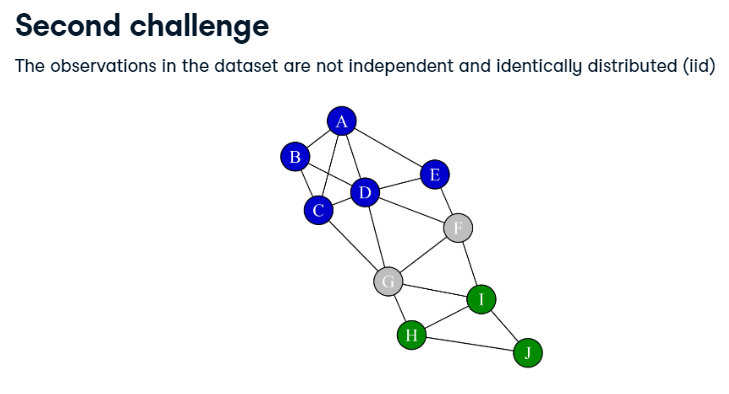 Second challenge
The observations in the dataset are not independent and identically distributed (iid)
A
B
E
D
C
F
G
I
H
J